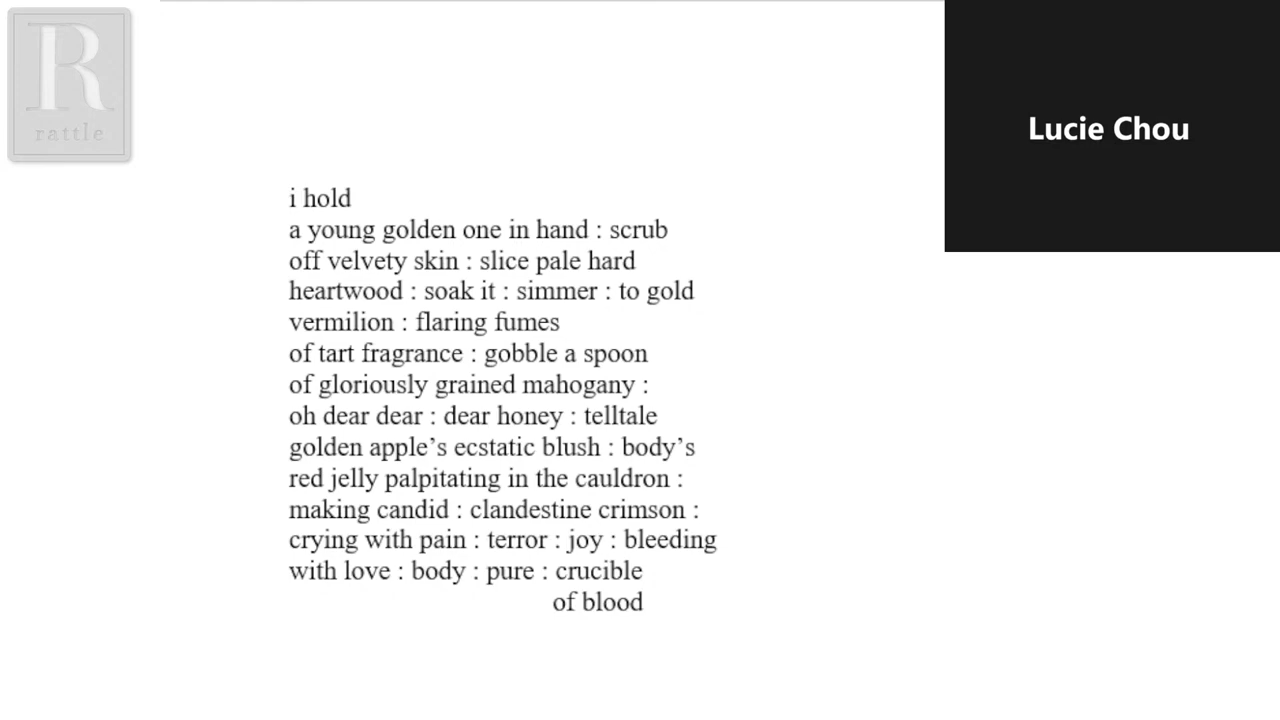 R
rattle
Lucie Chou
i hold
a young golden one in hand : scrub
off velvety skin : slice pale hard
heartwood : soak it : simmer : to gold
vermilion : flaring fumes
of tart fragrance : gobble a spoon
of gloriously grained mahogany :
oh dear dear : dear honey : telltale
golden apple’s ecstatic blush : body’s
red jelly palpitating in the cauldron :
making candid : clandestine crimson :
crying with pain : terror : joy : bleeding
with love : body : pure : crucible
of blood